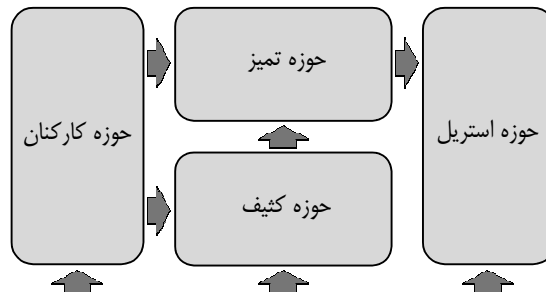 حوزه تمیز
حوزه استریل
حوزه کارکنان
حوزه کثیف